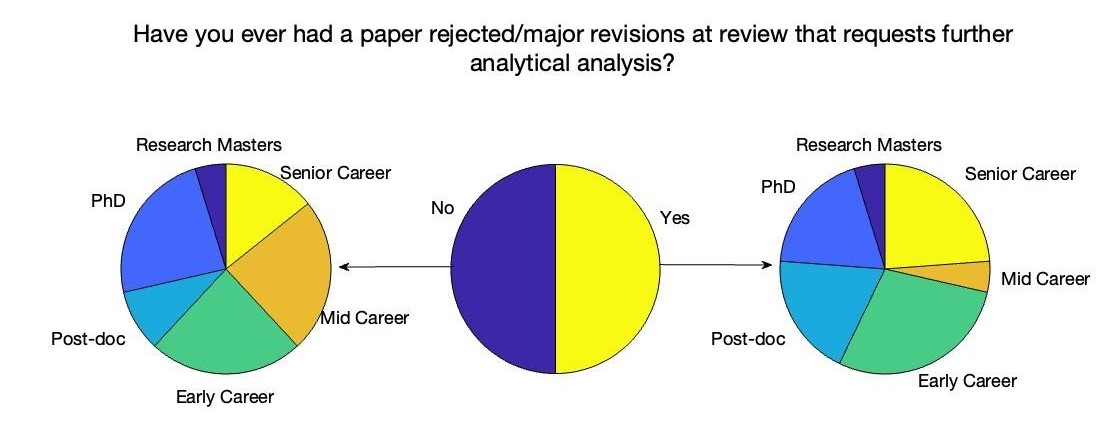 Have you ever had a paper rejected/major revisions at review that requests further
analytical analysis?
Research Masters
Senior Career
PhD
Mid Career
Post-doc
Early Career
No
Yes
Research Masters
Senior Career
PhD
Mid Career
Post-doc
Early Career